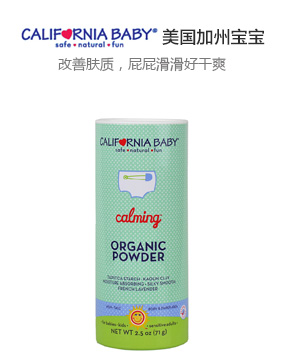 CALIFORNIA BABY® 美国加州宝宝
safe • natural • fun
改善肤质，屁屁滑滑好干爽
CALIFORNIA BABY®
safe • natural • fun
calming™
ORGANIC
POWDER
TAPIOCA STARCH • KAOLIN CLAY
MOISTURE ABSORBING • SILKY SMOOTH
FRENCH LAVENDER
NET WT 2.5 oz (71 g)